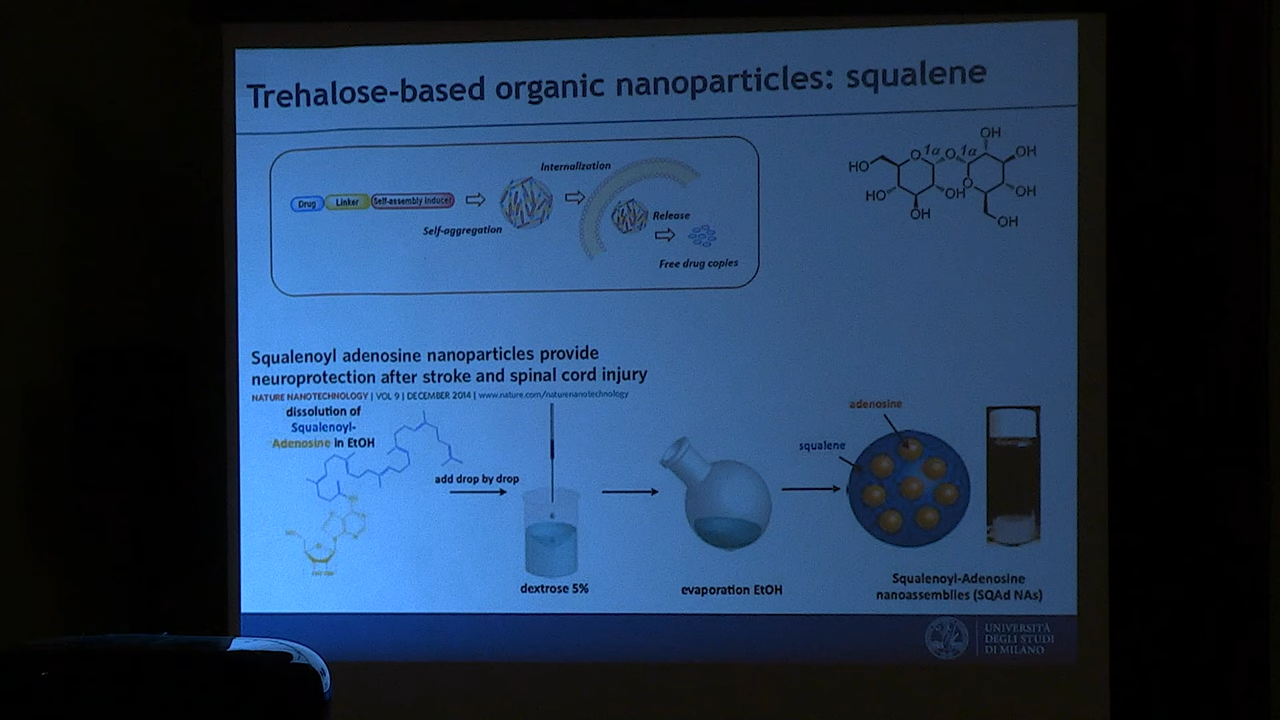 Trehalose-based organic nanoparticles: squalene
Drug Linker Self-assembly inducer
Self-aggregation
Internalization
Release
Free drug copies
OH
HO
O
1α
O
1α
OH
HO
OH
O
OH
OH
OH
Squalenoyl adenosine nanoparticles provide
neuroprotection after stroke and spinal cord injury
NATURE NANOTECHNOLOGY | VOL 9 | DECEMBER 2014 | www.nature.com/naturenanotechnology
dissolution of
Squalenoyl-
Adenosine in EtOH
add drop by drop
dextrose 5%
evaporation EtOH
adenosine
squalene
Squalenoyl-Adenosine
nanoassemblies (SQAd NAs)
UNIVERSITÀ
DEGLI STUDI
DI MILANO